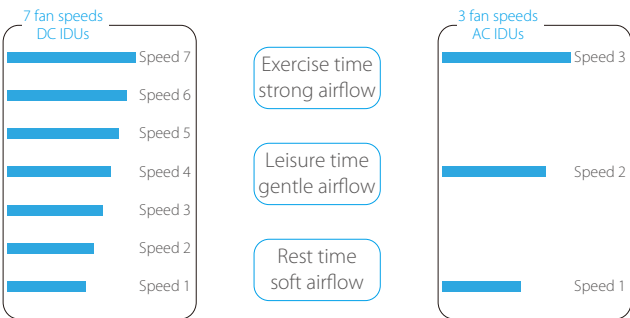 7 fan speeds
DC IDUs
Speed 7
Speed 6
Speed 5
Speed 4
Speed 3
Speed 2
Speed 1
Exercise time
strong airflow
Leisure time
gentle airflow
Rest time
soft airflow
3 fan speeds
AC IDUs
Speed 3
Speed 2
Speed 1